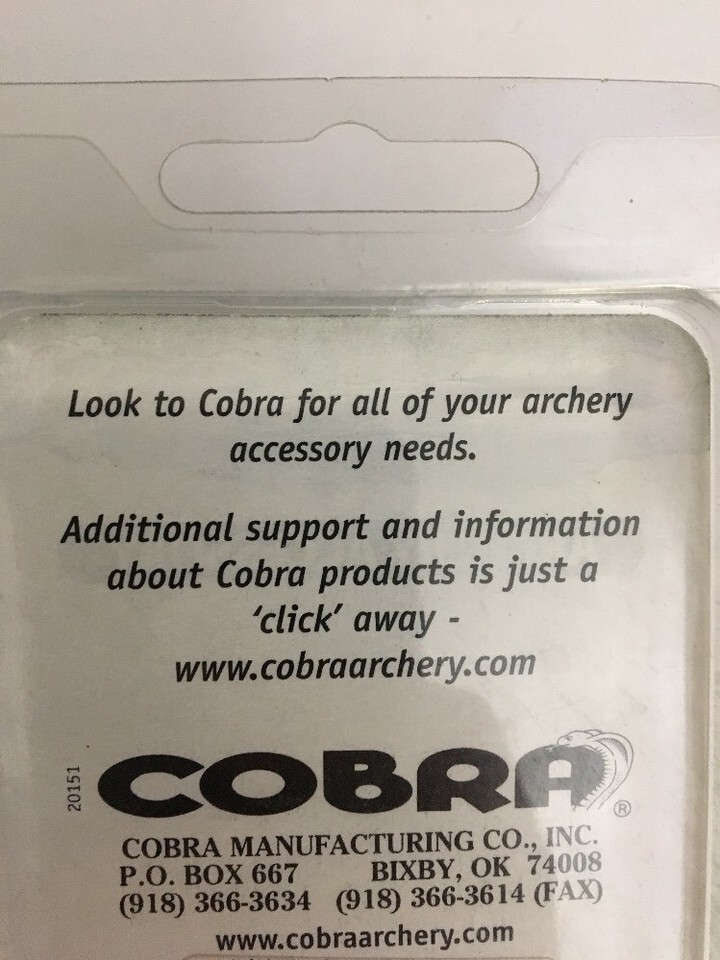 Look to Cobra for all of your archery
accessory needs.
Additional support and information
about Cobra products is just a
‘click’ away -
www.cobraarchery.com
20151
COBRA®
COBRA MANUFACTURING CO., INC.
P.O. BOX 667 BIXBY, OK 74008
(918) 366-3634 (918) 366-3614 (FAX)
www.cobraarchery.com